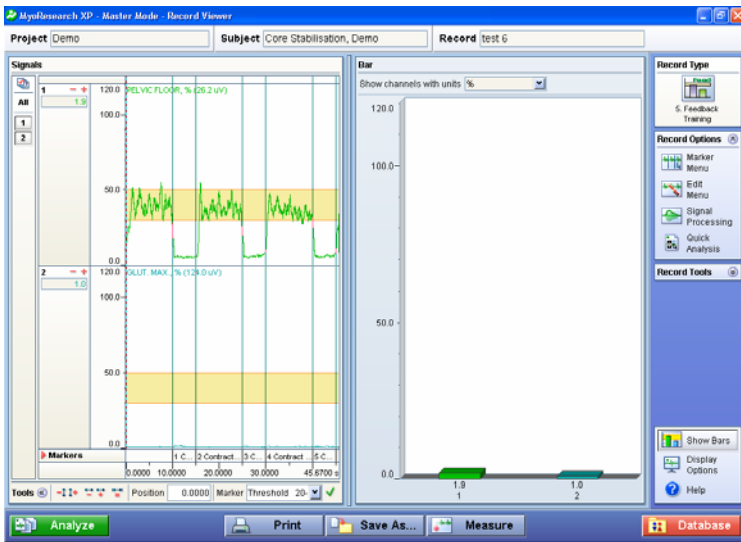 MyoResearch XP - Master Mode - Record Viewer
Project Demo Subject Core Stabilisation, Demo Record test 6
Signals
All
1
2
1 - +
1.9
120.0
100.0
50.0
0.0
PELVIC FLOOR, % (26.2 uV)
2 - +
1.0
120.0
100.0
50.0
0.0
GLUT. MAX., % (124.0 uV)
Markers 1 C... 2 Contract... 3 C... 4 Contract... 5 C...
0.0000 10.0000 20.0000 30.0000 45.6700 s
Tools Position 0.0000 Marker Threshold 20-
Bar
Show channels with units %
120.0
100.0
50.0
0.0
1.9 1.0
1 2
Record Type
S. Feedback
Training
Record Options
Marker
Menu
Edit
Menu
Signal
Processing
Quick
Analysis
Record Tools
Show Bars
Display
Options
Help
Analyze Print Save As... Measure Database